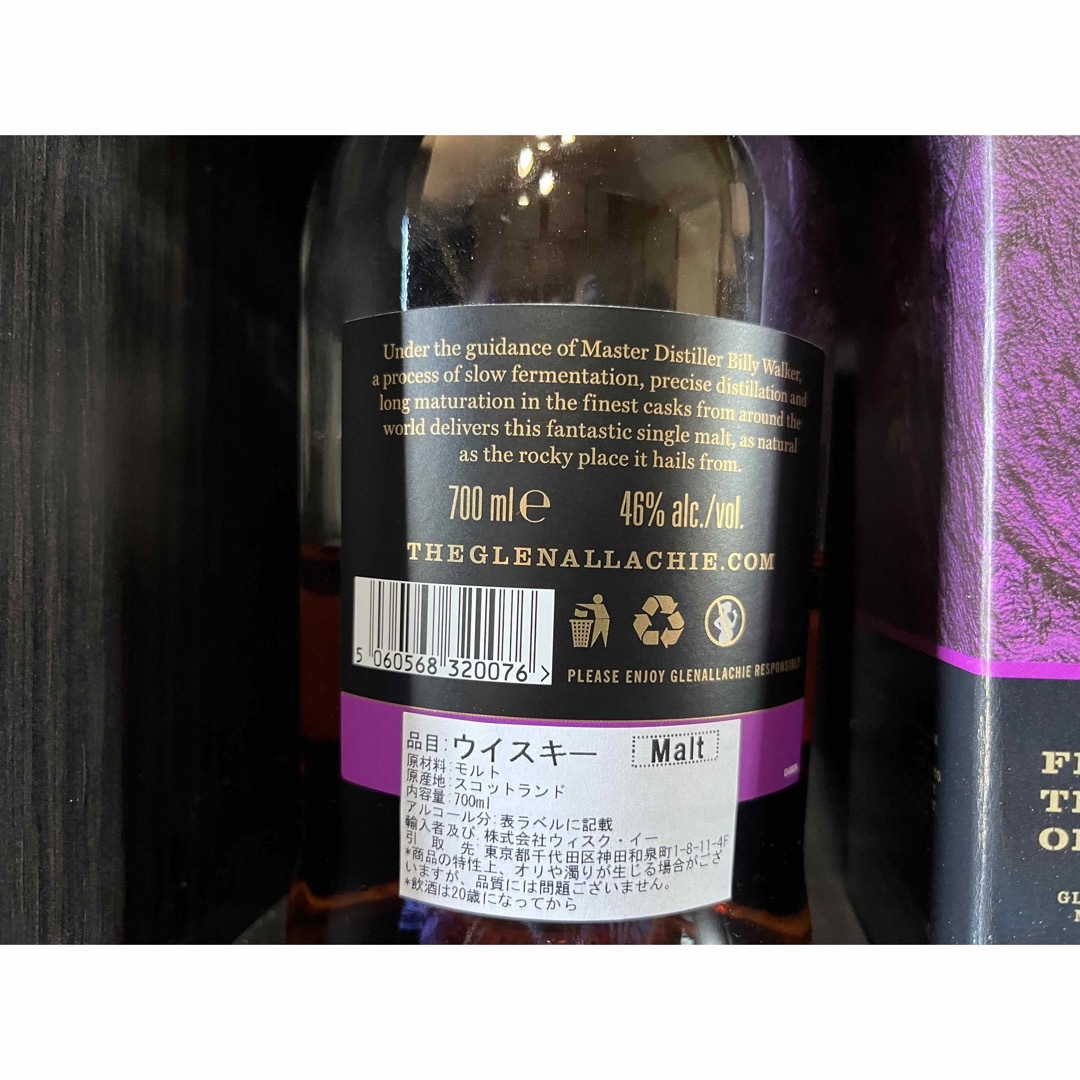 Under the guidance of Master Distiller Billy Walker,
a process of slow fermentation, precise distillation and
long maturation in the finest casks from around the
world delivers this fantastic single malt, as natural
as the rocky place it hails from.
700 ml℮ 46% alc./vol.
THEGLENALLACHIE.COM
5 060568 320076 >
PLEASE ENJOY GLENALLACHIE RESPONSIBLY
品目:ウイスキー Malt
原材料:モルト
原産地:スコットランド
内容量:700ml
アルコール分:表ラベルに記載
輸入者及び 株式会社ウィスク・イー
引取先:東京都千代田区神田和泉町1-8-11-4F
*商品の特性上、オリや濁りが生じる場合がござ
いますが、品質には問題ございません。
*飲酒は20歳になってから
GL